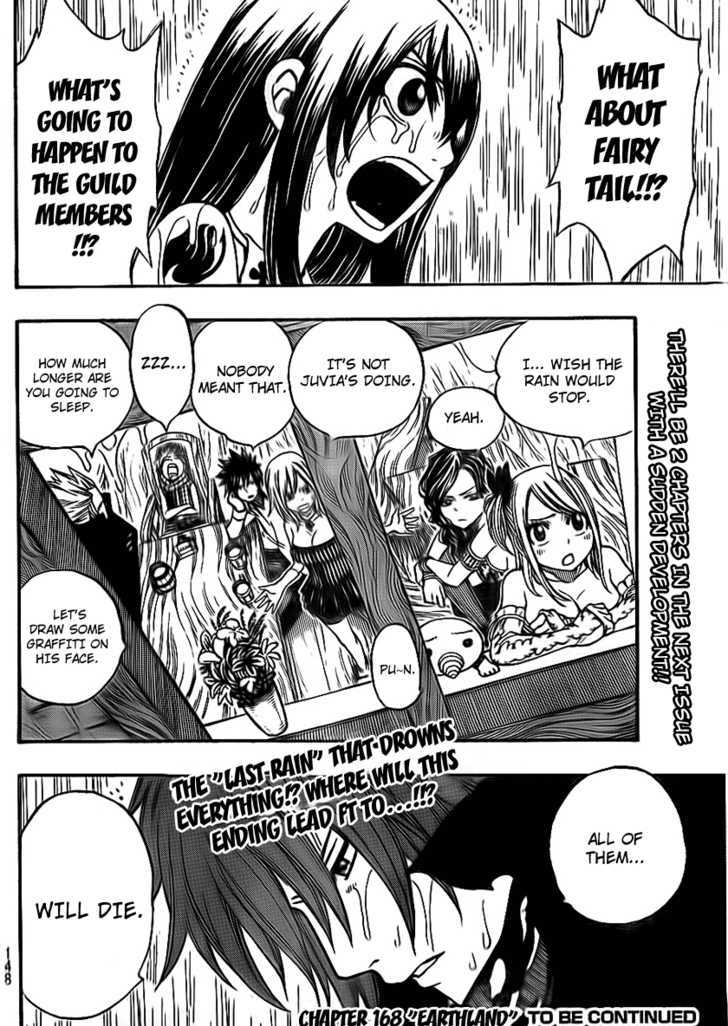 WHAT
ABOUT
FAIRY
TAIL!!?
WHAT'S
GOING TO
HAPPEN TO
THE GUILD
MEMBERS
!!?
THERE'LL BE 2 CHAPTERS IN THE NEXT ISSUE
WITH A SUDDEN DEVELOPMENT!!
I... WISH THE
RAIN WOULD
STOP.
YEAH.
IT'S NOT
JUVIA'S DOING.
NOBODY
MEANT THAT.
ZZZ...
HOW MUCH
LONGER ARE
YOU GOING
TO SLEEP.
LET'S
DRAW SOME
GRAFFITI ON
HIS FACE.
PU~N.
THE "LAST-RAIN" THAT DROWNS
EVERYTHING!? WHERE WILL THIS
ENDING LEAD FT TO...!!?
ALL OF
THEM...
WILL DIE.
148
CHAPTER 168 "EARTHLAND" TO BE CONTINUED